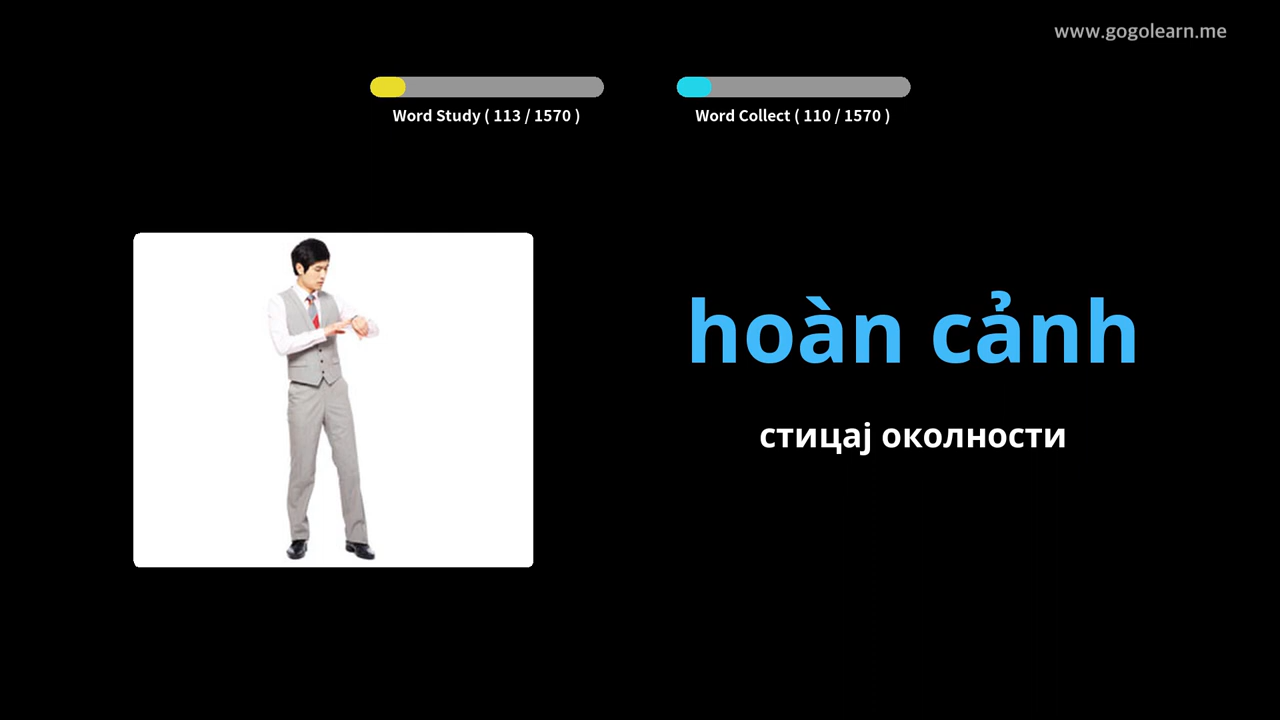 www.gogolearn.me
Word Study ( 113 / 1570 )
Word Collect ( 110 / 1570 )
hoàn cảnh
стицај околности